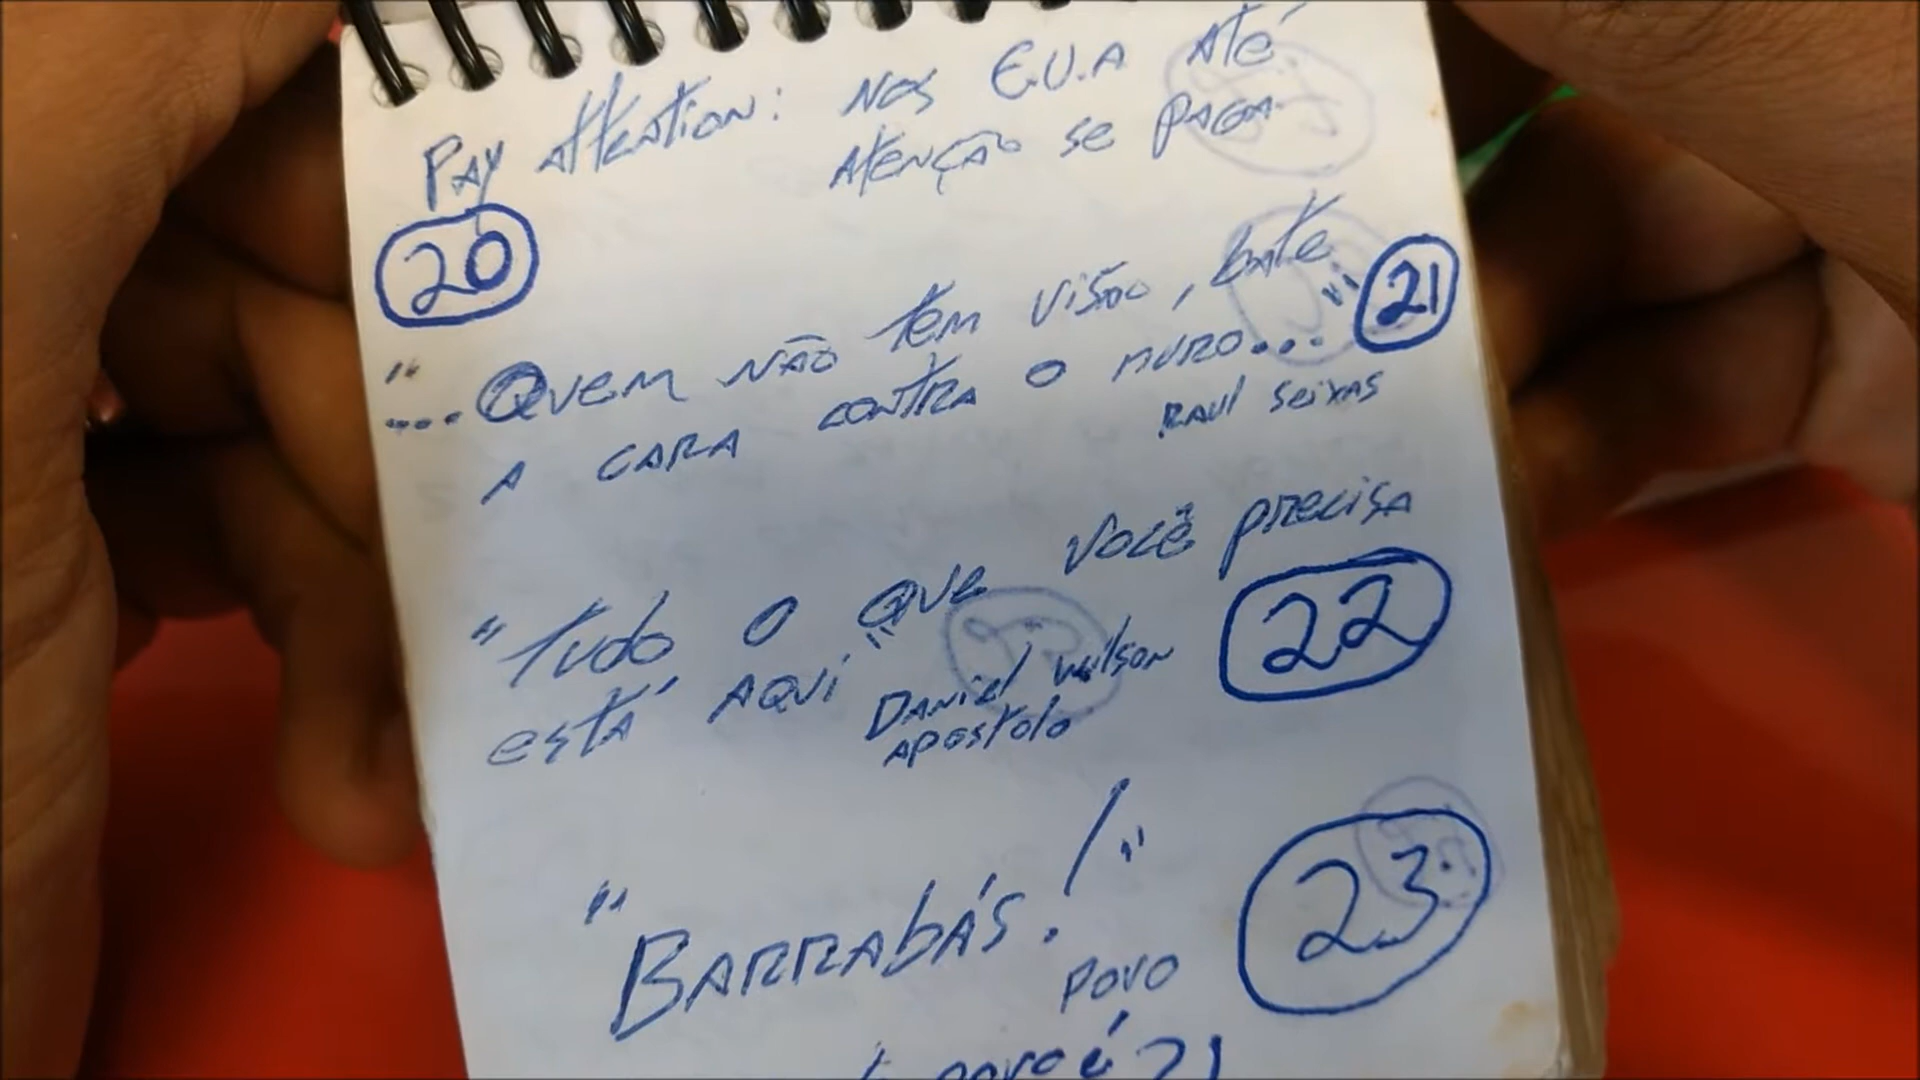 Pay Attention: Nos E.U.A Até
Atenção se paga.
20
"... Quem não tem visão, bate
a cara contra o muro..." 21
Raul Seixas
"Tudo o que você precisa
está aqui"
Daniel Wilson
apostolo
22
"Barrabás!"
povo
23
povo é